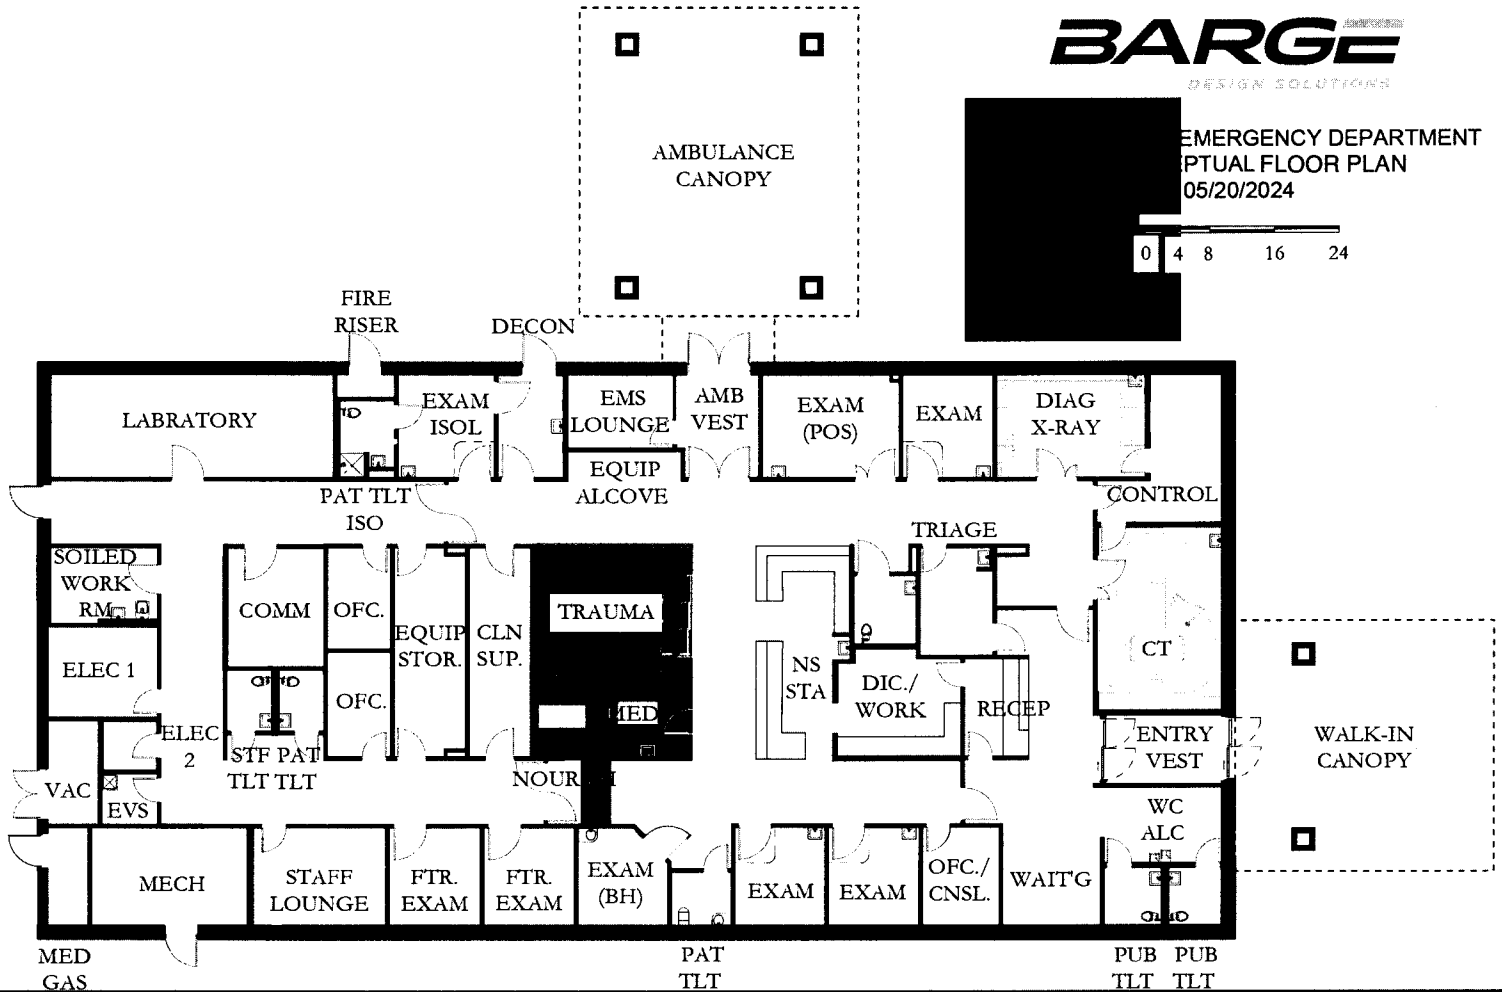 BARGE
DESIGN SOLUTIONS
EMERGENCY DEPARTMENT
EPTUAL FLOOR PLAN
05/20/2024
0 4 8 16 24
AMBULANCE
CANOPY
FIRE
RISER
DECON
LABRATORY
EXAM
ISOL
EMS
LOUNGE
AMB
VEST
EXAM
(POS)
EXAM
DIAG
X-RAY
EQUIP
ALCOVE
PAT TLT
ISO
CONTROL
TRIAGE
SOILED
WORK
RM
COMM
OFC.
EQUIP
STOR.
CLN
SUP.
TRAUMA
ELEC 1
OFC.
NS
STA
DIC./
WORK
RECEP
CT
MED
ELEC
2
STF
TLT
PAT
TLT
ENTRY
VEST
WALK-IN
CANOPY
VAC
EVS
WC
ALC
MECH
STAFF
LOUNGE
FTR.
EXAM
FTR.
EXAM
EXAM
(BH)
EXAM
EXAM
OFC./
CNSL.
WAIT'G
MED
GAS
PAT
TLT
PUB
TLT
PUB
TLT